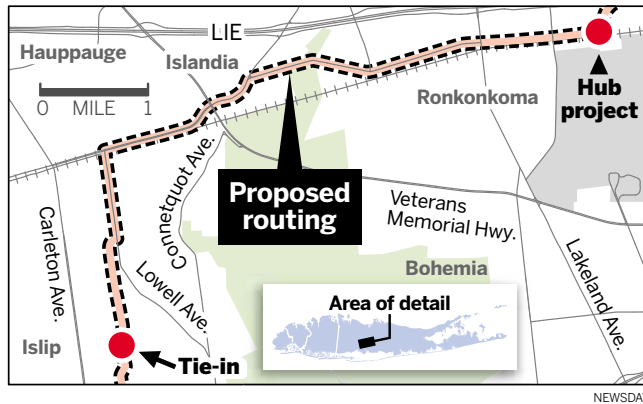 LIE
Hauppauge
Islandia
0 MILE 1
Ronkonkoma
Hub
project
Proposed
routing
Connetquot Ave.
Veterans
Memorial Hwy.
Carleton Ave.
Lowell Ave.
Lakeland Ave.
Bohemia
Area of detail
Islip
Tie-in
NEWSDAY